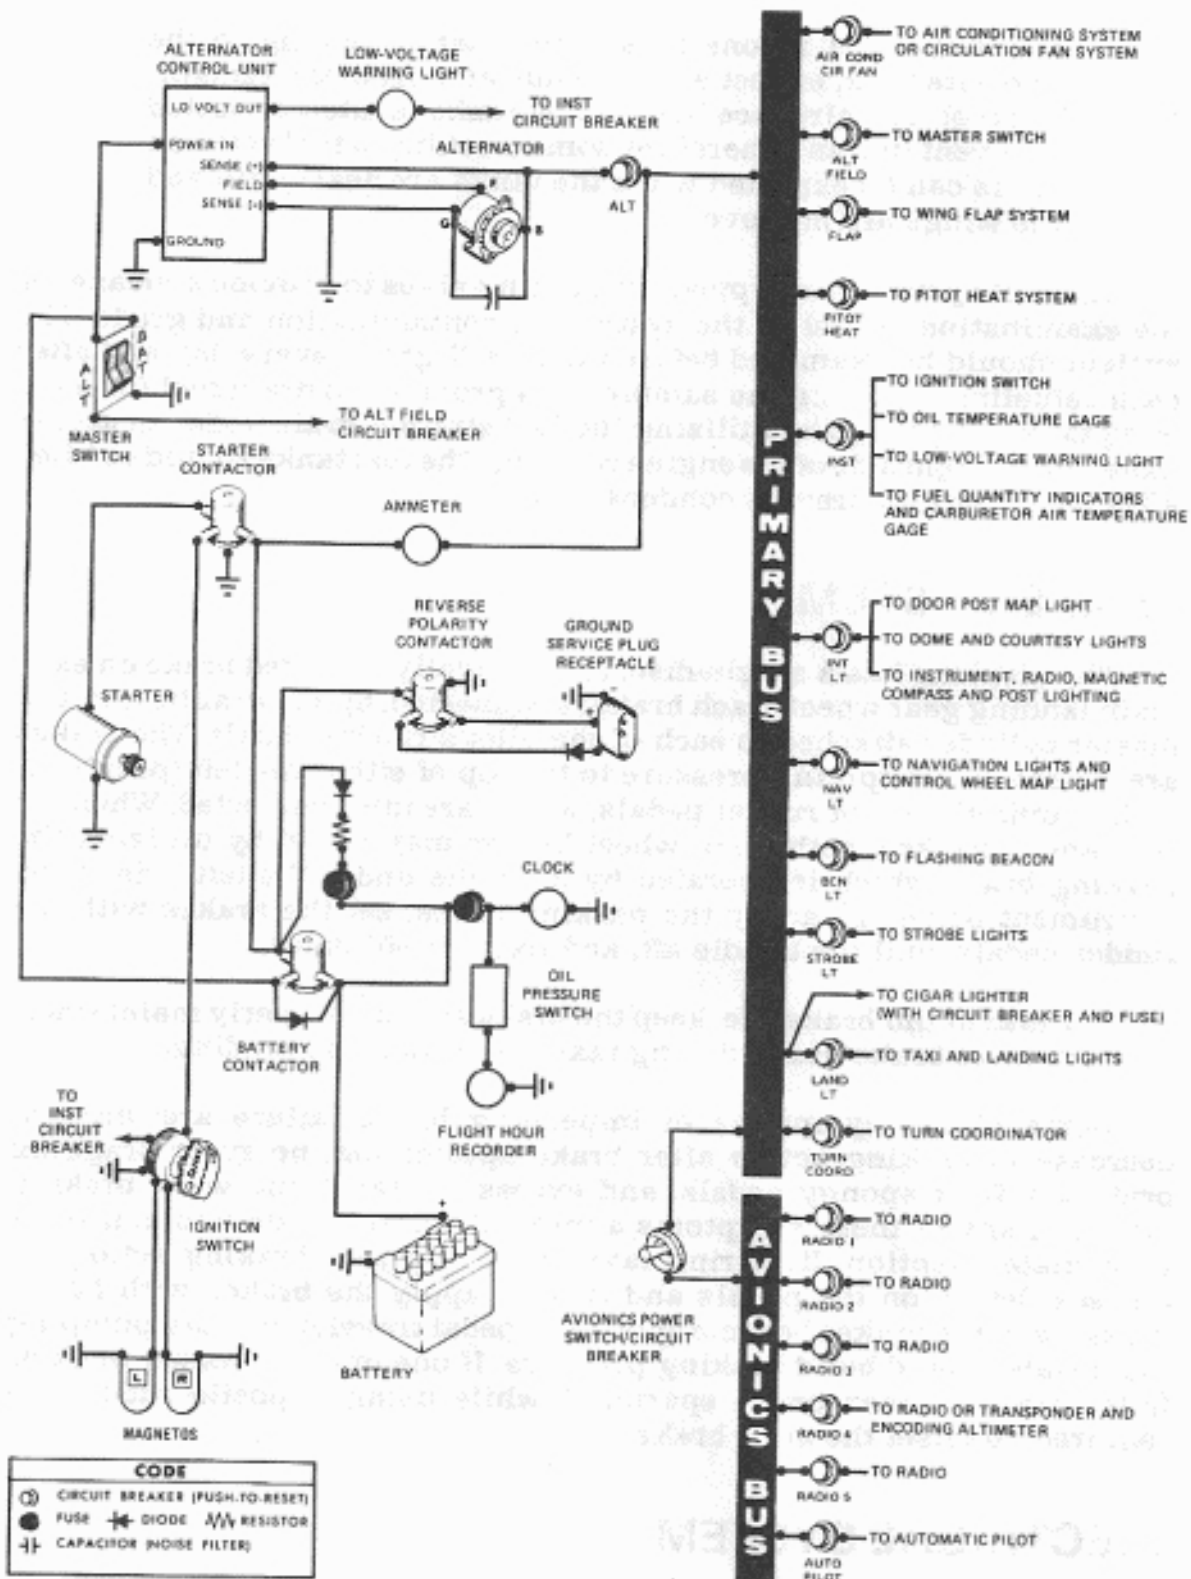 ALTERNATOR
CONTROL UNIT
LO VOLT OUT
POWER IN
SENSE (+)
FIELD
SENSE (-)
GROUND
LOW-VOLTAGE
WARNING LIGHT
TO INST
CIRCUIT BREAKER
ALTERNATOR
F
G
B
ALT
BAT
ALT
MASTER
SWITCH
TO ALT FIELD
CIRCUIT BREAKER
STARTER
CONTACTOR
AMMETER
REVERSE
POLARITY
CONTACTOR
GROUND
SERVICE PLUG
RECEPTACLE
STARTER
CLOCK
OIL
PRESSURE
SWITCH
BATTERY
CONTACTOR
FLIGHT HOUR
RECORDER
TO
INST
CIRCUIT
BREAKER
IGNITION
SWITCH
L
R
MAGNETOS
+
-
BATTERY
AVIONICS POWER
SWITCH/CIRCUIT
BREAKER
PRIMARY BUS
AIR COND
CIR FAN
TO AIR CONDITIONING SYSTEM
OR CIRCULATION FAN SYSTEM
ALT
FIELD
TO MASTER SWITCH
FLAP
TO WING FLAP SYSTEM
PITOT
HEAT
TO PITOT HEAT SYSTEM
INST
TO IGNITION SWITCH
TO OIL TEMPERATURE GAGE
TO LOW-VOLTAGE WARNING LIGHT
TO FUEL QUANTITY INDICATORS
AND CARBURETOR AIR TEMPERATURE
GAGE
INT
LT
TO DOOR POST MAP LIGHT
TO DOME AND COURTESY LIGHTS
TO INSTRUMENT, RADIO, MAGNETIC
COMPASS AND POST LIGHTING
NAV
LT
TO NAVIGATION LIGHTS AND
CONTROL WHEEL MAP LIGHT
BCN
LT
TO FLASHING BEACON
STROBE
LT
TO STROBE LIGHTS
TO CIGAR LIGHTER
(WITH CIRCUIT BREAKER AND FUSE)
LAND
LT
TO TAXI AND LANDING LIGHTS
TURN
COORD
TO TURN COORDINATOR
AVIONICS BUS
RADIO 1
TO RADIO
RADIO 2
TO RADIO
RADIO 3
TO RADIO
RADIO 4
TO RADIO OR TRANSPONDER AND
ENCODING ALTIMETER
RADIO 5
TO RADIO
AUTO
PILOT
TO AUTOMATIC PILOT
CODE
CIRCUIT BREAKER (PUSH-TO-RESET)
FUSE DIODE RESISTOR
CAPACITOR (NOISE FILTER)